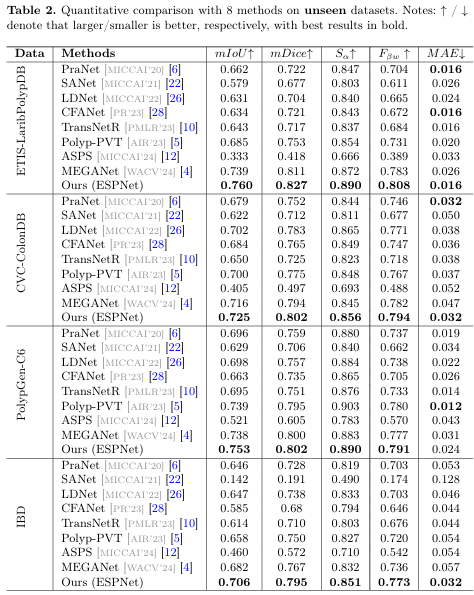 Table 2. Quantitative comparison with 8 methods on unseen datasets. Notes: ↑ / ↓
denote that larger/smaller is better, respectively, with best results in bold.
Data Methods mIoU↑ mDice↑ Sα↑ Fβw ↑ MAE↓
ETIS-LaribPolypDB
PraNet [MICCAI'20] [6] 0.662 0.722 0.847 0.704 0.016
SANet [MICCAI'21] [22] 0.579 0.677 0.803 0.611 0.026
LDNet [MICCAI'22] [26] 0.631 0.704 0.840 0.665 0.024
CFANet [PR'23] [28] 0.634 0.721 0.843 0.672 0.016
TransNetR [PMLR'23] [10] 0.643 0.717 0.837 0.684 0.016
Polyp-PVT [AIR'23] [5] 0.685 0.753 0.854 0.731 0.020
ASPS [MICCAI'24] [12] 0.333 0.418 0.666 0.389 0.033
MEGANet [WACV'24] [4] 0.739 0.811 0.872 0.783 0.026
Ours (ESPNet) 0.760 0.827 0.890 0.808 0.016
CVC-ColonDB
PraNet [MICCAI'20] [6] 0.679 0.752 0.844 0.746 0.032
SANet [MICCAI'21] [22] 0.622 0.712 0.811 0.677 0.050
LDNet [MICCAI'22] [26] 0.702 0.783 0.865 0.771 0.038
CFANet [PR'23] [28] 0.684 0.765 0.849 0.747 0.036
TransNetR [PMLR'23] [10] 0.650 0.725 0.823 0.718 0.038
Polyp-PVT [AIR'23] [5] 0.700 0.775 0.848 0.767 0.037
ASPS [MICCAI'24] [12] 0.405 0.497 0.693 0.488 0.052
MEGANet [WACV'24] [4] 0.716 0.794 0.845 0.782 0.047
Ours (ESPNet) 0.725 0.802 0.856 0.794 0.032
PolypGen-C6
PraNet [MICCAI'20] [6] 0.696 0.759 0.880 0.737 0.019
SANet [MICCAI'21] [22] 0.629 0.706 0.840 0.662 0.034
LDNet [MICCAI'22] [26] 0.698 0.757 0.884 0.738 0.022
CFANet [PR'23] [28] 0.663 0.735 0.865 0.705 0.026
TransNetR [PMLR'23] [10] 0.695 0.751 0.876 0.733 0.014
Polyp-PVT [AIR'23] [5] 0.739 0.795 0.903 0.780 0.012
ASPS [MICCAI'24] [12] 0.521 0.605 0.783 0.570 0.043
MEGANet [WACV'24] [4] 0.738 0.800 0.883 0.777 0.031
Ours (ESPNet) 0.753 0.802 0.890 0.791 0.024
IBD
PraNet [MICCAI'20] [6] 0.646 0.728 0.819 0.703 0.053
SANet [MICCAI'21] [22] 0.142 0.191 0.490 0.174 0.128
LDNet [MICCAI'22] [26] 0.647 0.738 0.833 0.703 0.046
CFANet [PR'23] [28] 0.585 0.68 0.794 0.646 0.044
TransNetR [PMLR'23] [10] 0.614 0.710 0.803 0.676 0.044
Polyp-PVT [AIR'23] [5] 0.658 0.750 0.827 0.720 0.054
ASPS [MICCAI'24] [12] 0.460 0.572 0.710 0.542 0.054
MEGANet [WACV'24] [4] 0.682 0.767 0.832 0.736 0.057
Ours (ESPNet) 0.706 0.795 0.851 0.773 0.032